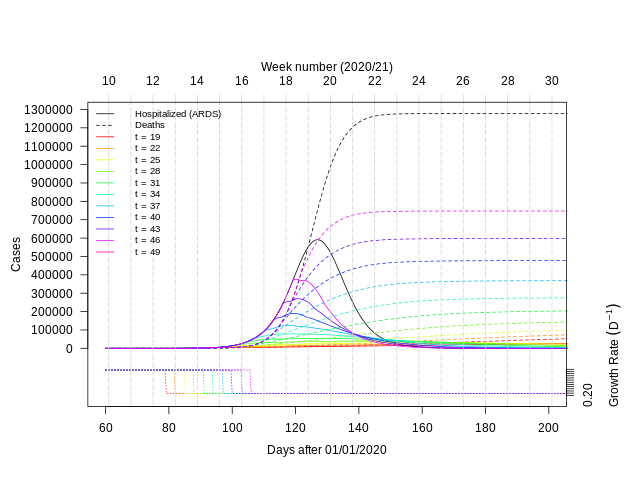 Week number (2020/21)
10 12 14 16 18 20 22 24 26 28 30
Cases
1300000
1200000
1100000
1000000
900000
800000
700000
600000
500000
400000
300000
200000
100000
0
Hospitalized (ARDS)
Deaths
t = 19
t = 22
t = 25
t = 28
t = 31
t = 34
t = 37
t = 40
t = 43
t = 46
t = 49
0.20
Growth Rate (D⁻¹)
60 80 100 120 140 160 180 200
Days after 01/01/2020